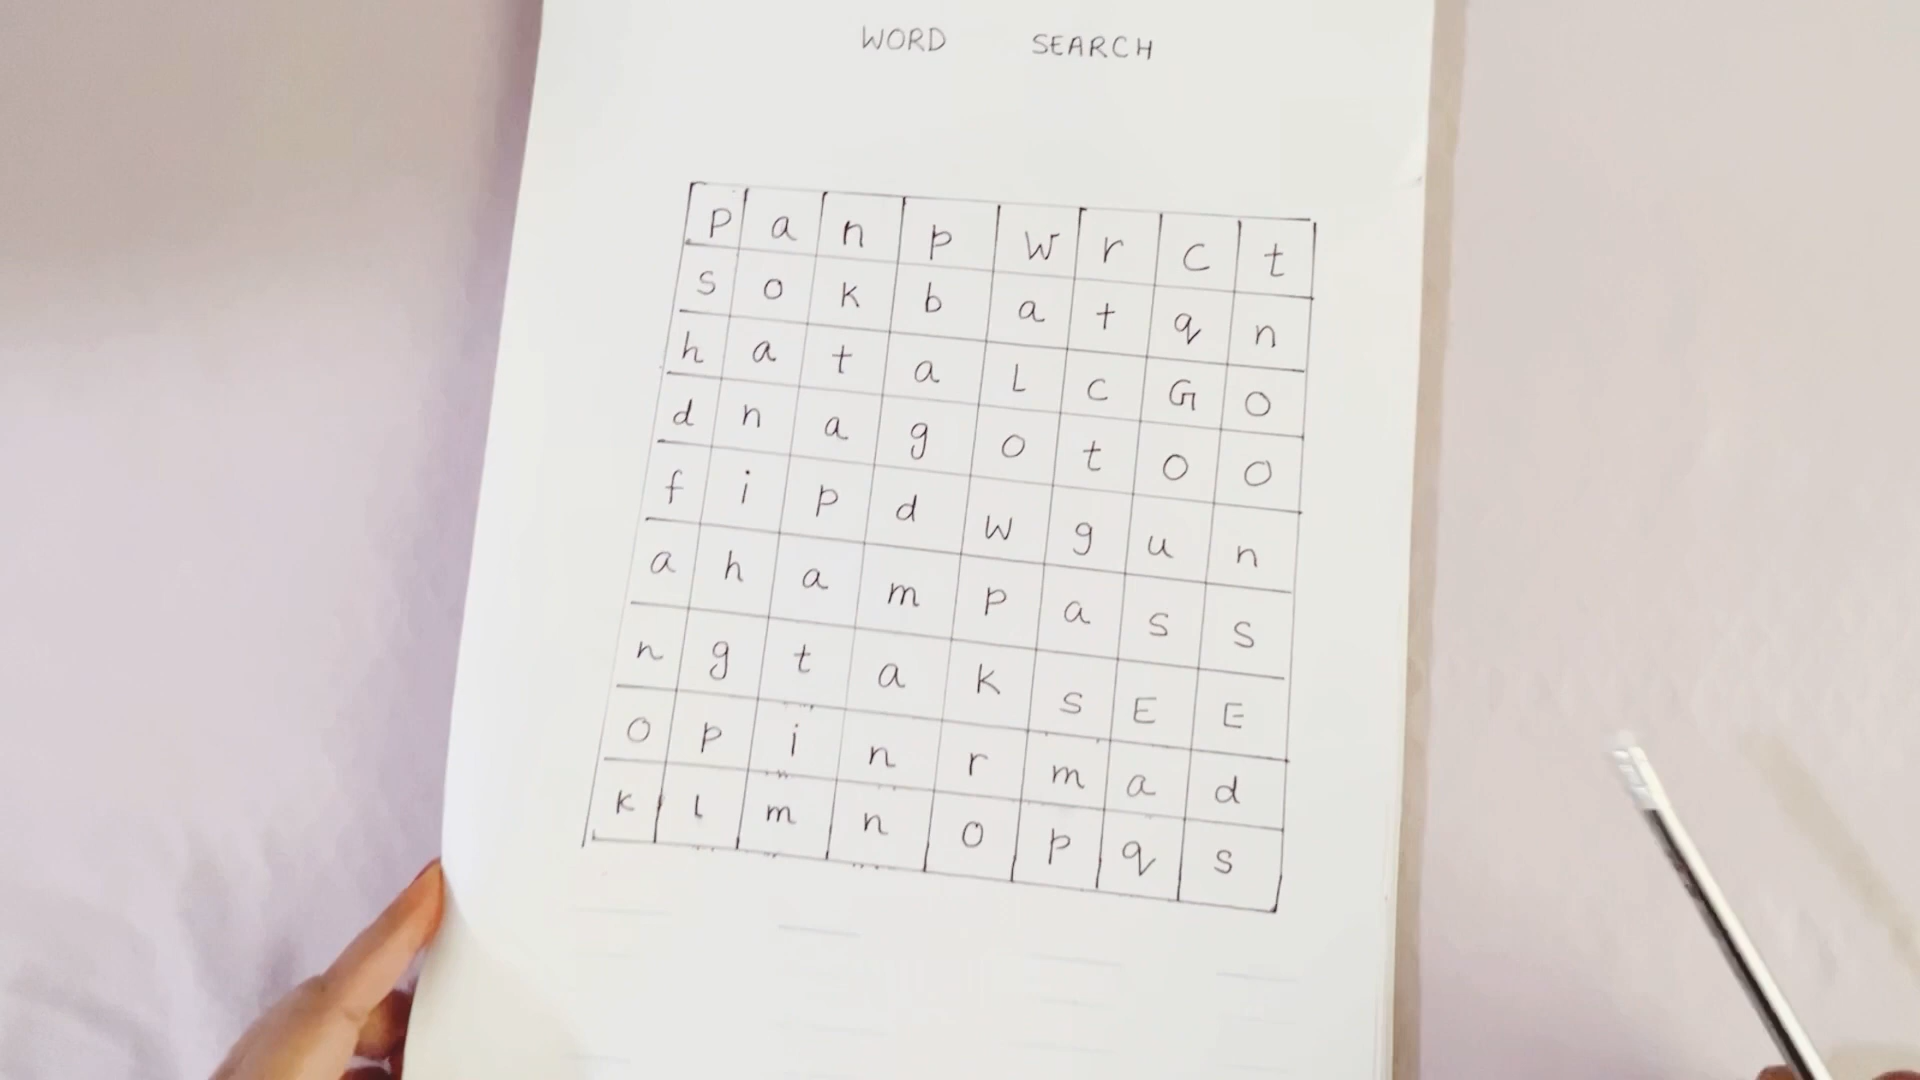 WORD SEARCH
p a n p w r c t
s o k b a t q n
h a t a L c G o
d n a g o t o o
f i p d w g u n
a h a m p a s s
n g t a k s E E
o p i n r m a d
k l m n o p q s